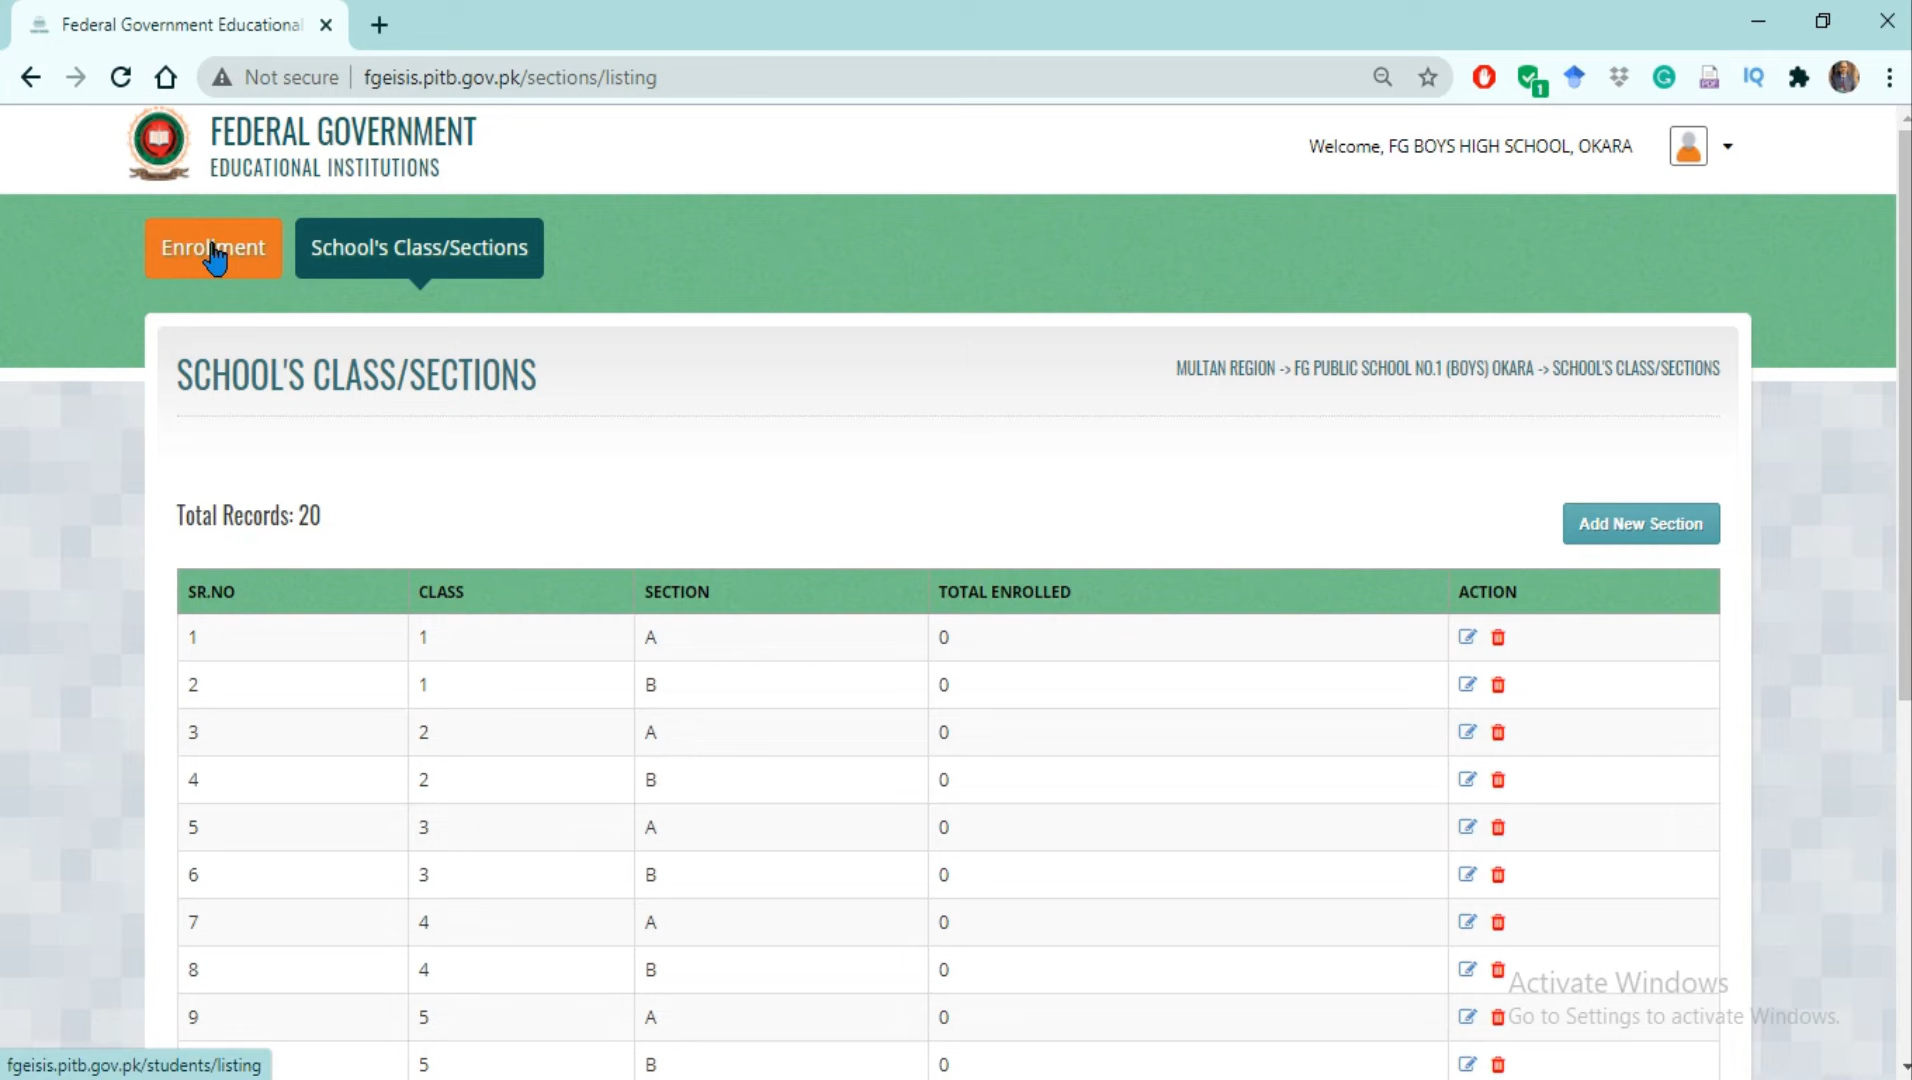 Federal Government Educational
Not secure
fgeisis.pitb.gov.pk/sections/listing
1
IQ
FEDERAL GOVERNMENT
EDUCATIONAL INSTITUTIONS
Welcome, FG BOYS HIGH SCHOOL, OKARA
Enrollment
School's Class/Sections
SCHOOL'S CLASS/SECTIONS
MULTAN REGION -> FG PUBLIC SCHOOL NO.1 (BOYS) OKARA -> SCHOOL'S CLASS/SECTIONS
Total Records: 20
Add New Section
SR.NO CLASS SECTION TOTAL ENROLLED ACTION
1 1 A 0
2 1 B 0
3 2 A 0
4 2 B 0
5 3 A 0
6 3 B 0
7 4 A 0
8 4 B 0
9 5 A 0
5 B 0
Activate Windows
Go to Settings to activate Windows.
fgeisis.pitb.gov.pk/students/listing